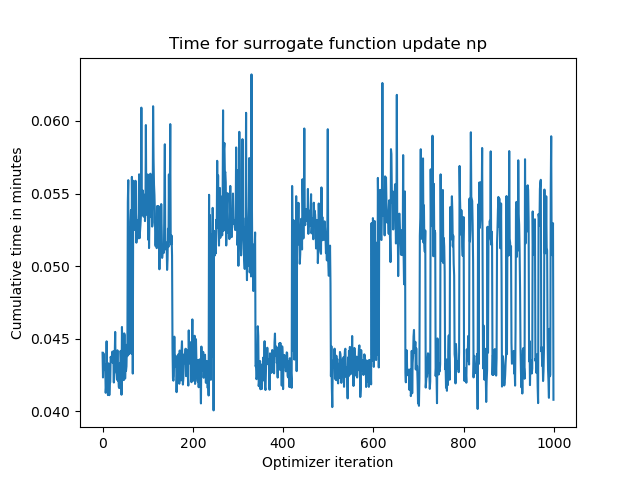 Time for surrogate function update np
Cumulative time in minutes
0.060
0.055
0.050
0.045
0.040
0 200 400 600 800 1000
Optimizer iteration